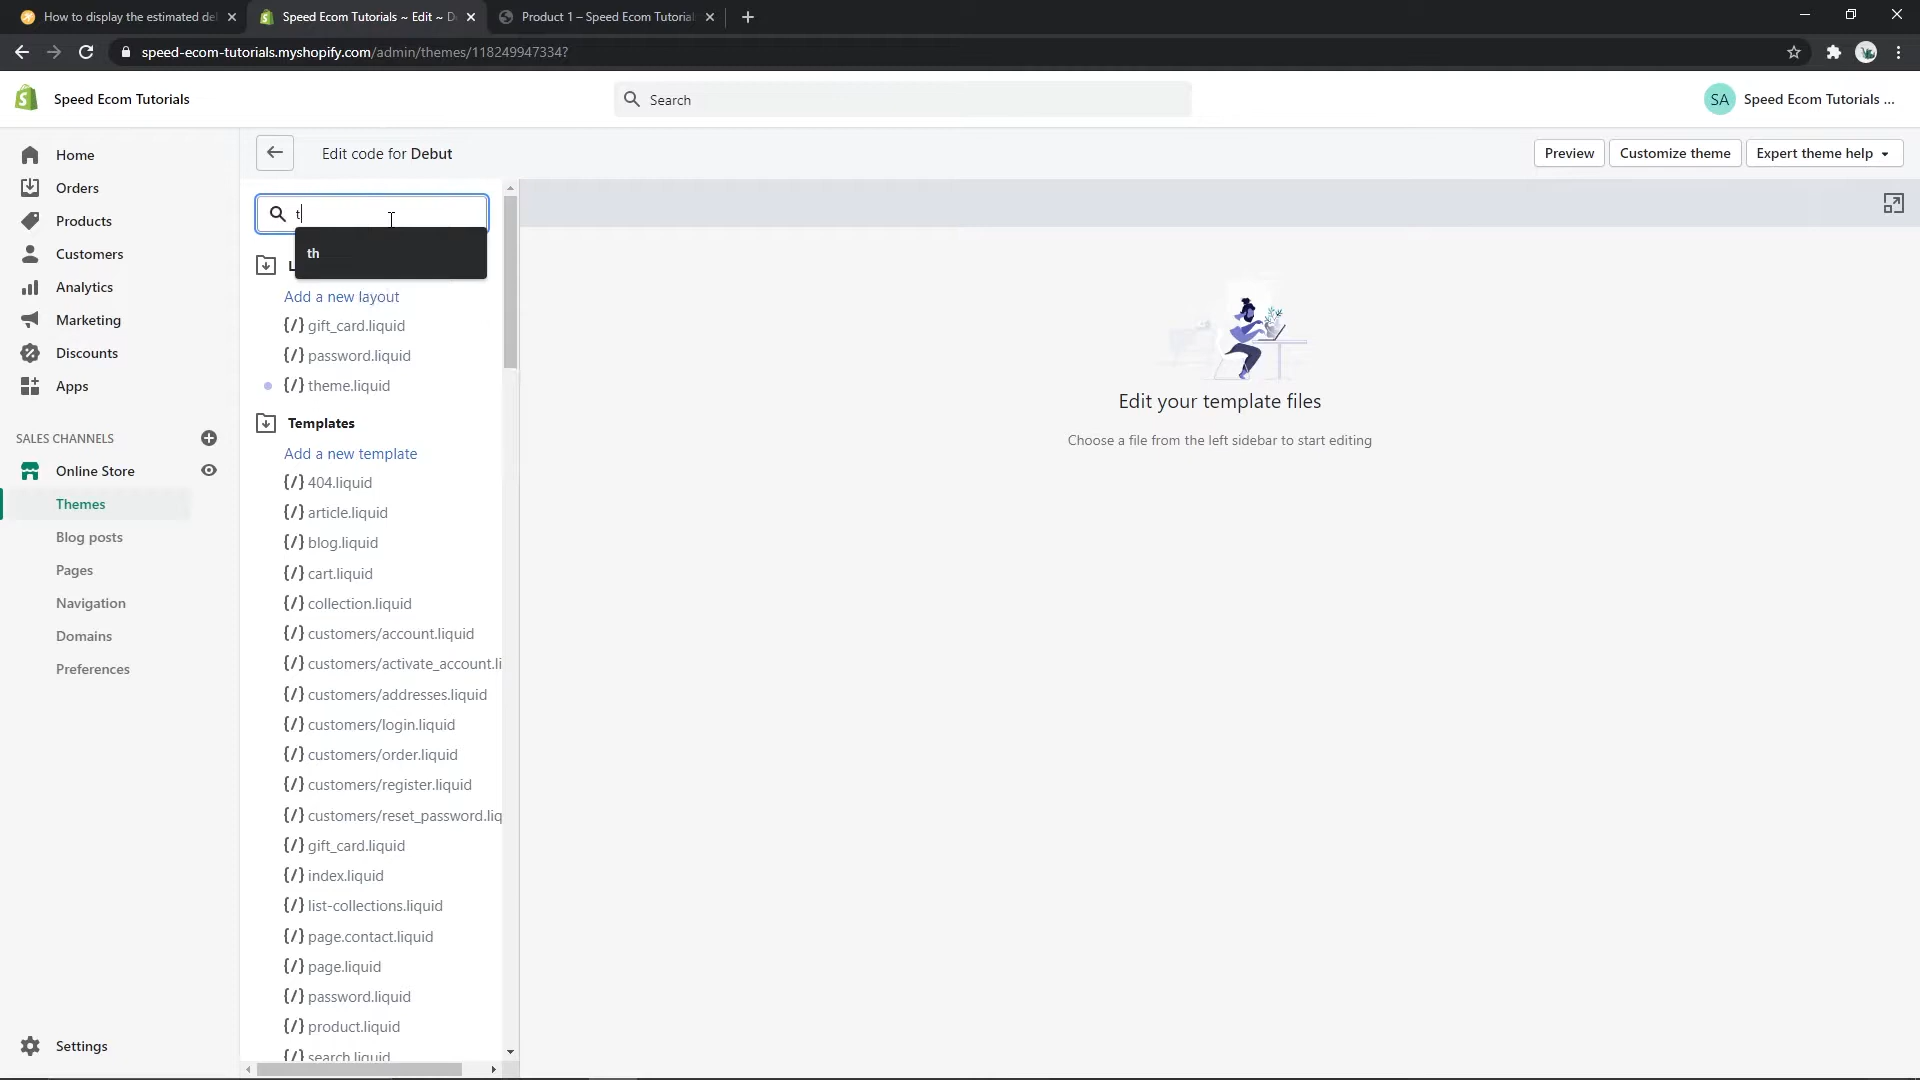 How to display the estimated del
Speed Ecom Tutorials ~ Edit ~ D
Product 1 – Speed Ecom Tutorial
speed-ecom-tutorials.myshopify.com/admin/themes/118249947334?
Speed Ecom Tutorials
Search
SA
Speed Ecom Tutorials ...
Home
Orders
Products
Customers
Analytics
Marketing
Discounts
Apps
SALES CHANNELS
Online Store
Themes
Blog posts
Pages
Navigation
Domains
Preferences
Settings
Edit code for Debut
Preview
Customize theme
Expert theme help
t
th
L
Add a new layout
{/} gift_card.liquid
{/} password.liquid
{/} theme.liquid
Templates
Add a new template
{/} 404.liquid
{/} article.liquid
{/} blog.liquid
{/} cart.liquid
{/} collection.liquid
{/} customers/account.liquid
{/} customers/activate_account.li
{/} customers/addresses.liquid
{/} customers/login.liquid
{/} customers/order.liquid
{/} customers/register.liquid
{/} customers/reset_password.liq
{/} gift_card.liquid
{/} index.liquid
{/} list-collections.liquid
{/} page.contact.liquid
{/} page.liquid
{/} password.liquid
{/} product.liquid
{/} search.liquid
Edit your template files
Choose a file from the left sidebar to start editing